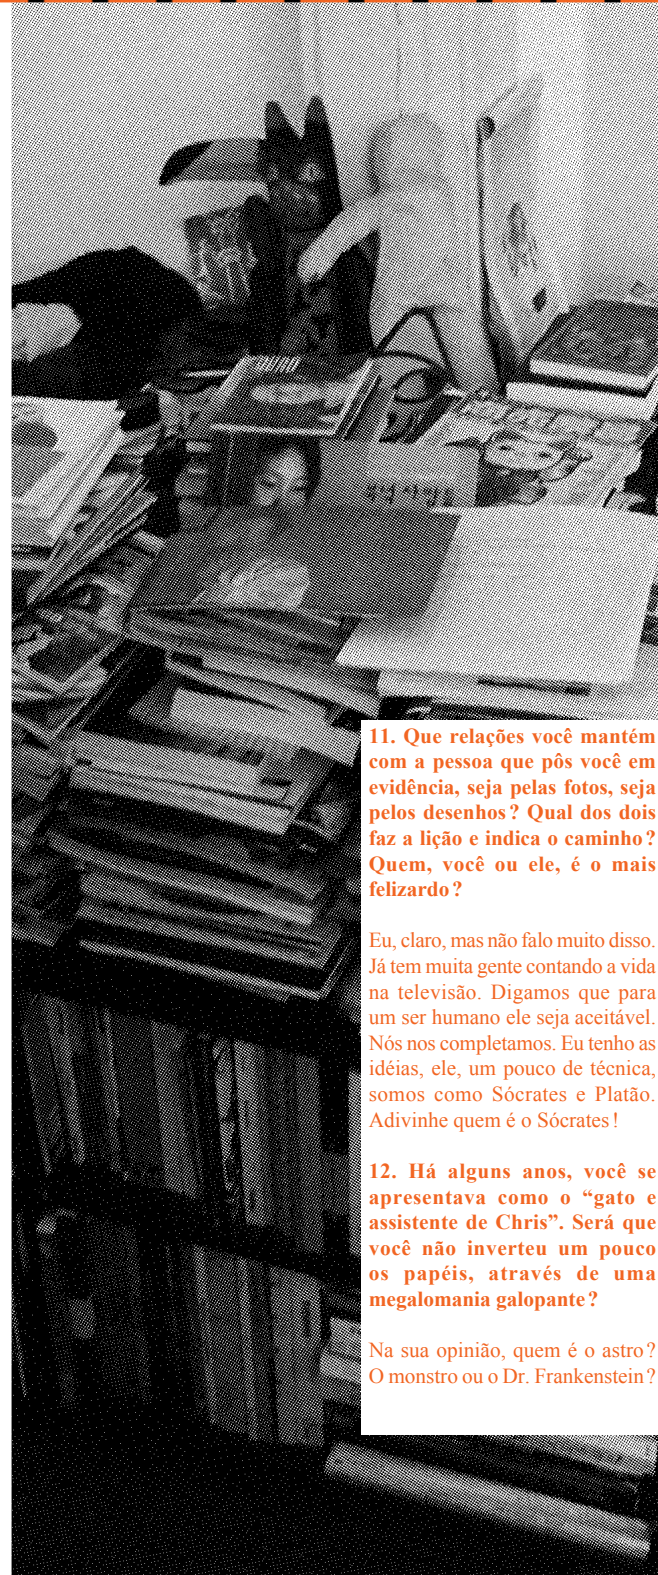 11. Que relações você mantém
com a pessoa que pôs você em
evidência, seja pelas fotos, seja
pelos desenhos ? Qual dos dois
faz a lição e indica o caminho ?
Quem, você ou ele, é o mais
felizardo ?
Eu, claro, mas não falo muito disso.
Já tem muita gente contando a vida
na televisão. Digamos que para
um ser humano ele seja aceitável.
Nós nos completamos. Eu tenho as
idéias, ele, um pouco de técnica,
somos como Sócrates e Platão.
Adivinhe quem é o Sócrates !
12. Há alguns anos, você se
apresentava como o “gato e
assistente de Chris”. Será que
você não inverteu um pouco
os papéis, através de uma
megalomania galopante ?
Na sua opinião, quem é o astro ?
O monstro ou o Dr. Frankenstein ?